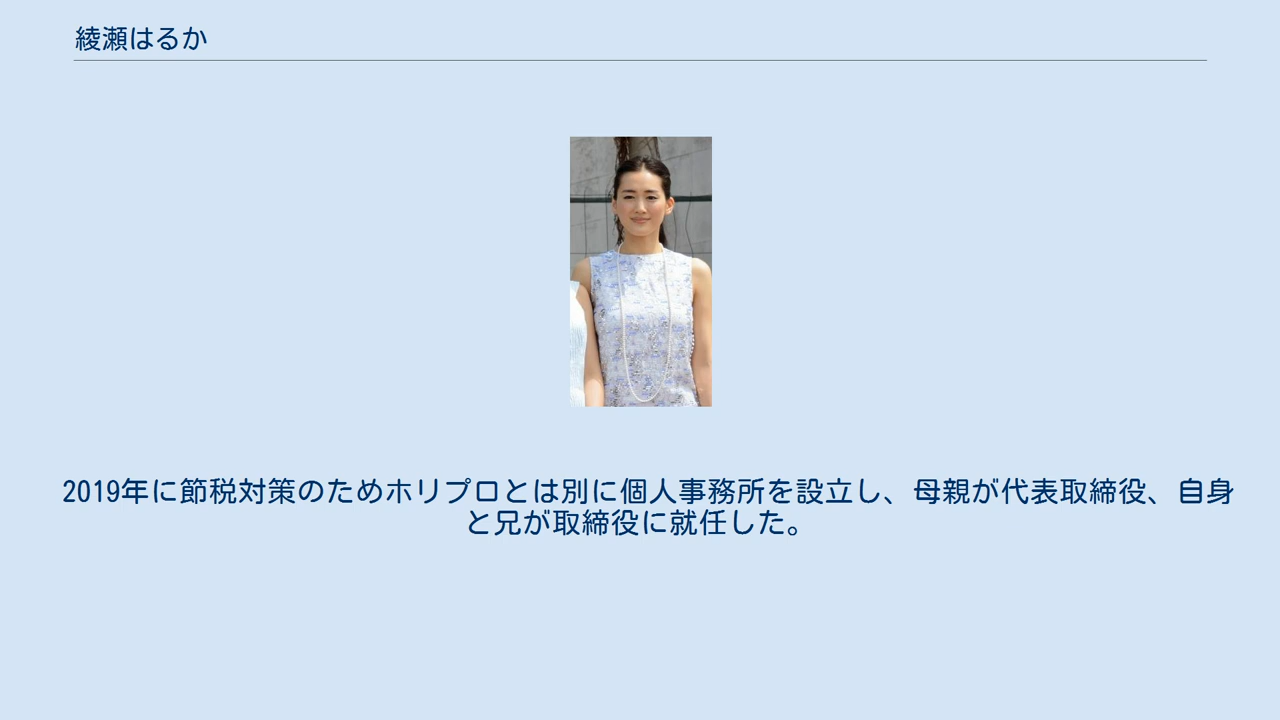 綾瀬はるか
2019年に節税対策のためホリプロとは別に個人事務所を設立し、母親が代表取締役、自身
と兄が取締役に就任した。